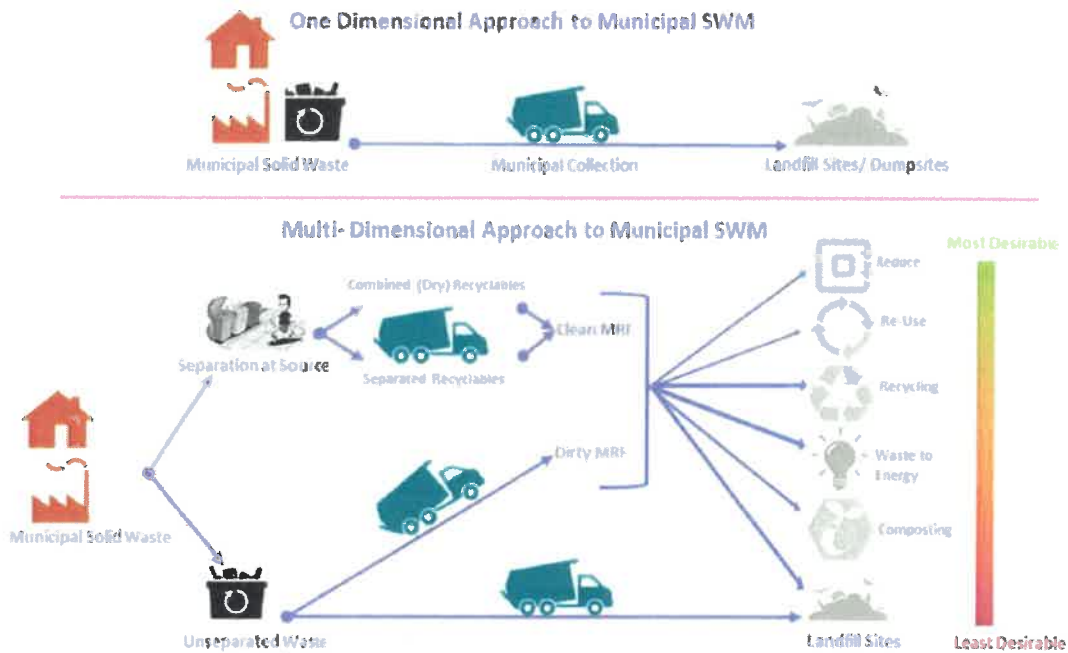 One Dimensional Approach to Municipal SWM
Municipal Solid Waste
Municipal Collection
Landfill Sites/ Dumpsites
Multi- Dimensional Approach to Municipal SWM
Most Desirable
Reduce
Combined (Dry) Recyclables
Re-Use
Clean MRF
Separation at Source
Separated Recyclables
Recycling
Dirty MRF
Waste to
Energy
Composting
Municipal Solid Waste
Unseparated Waste
Landfill Sites
Least Desirable